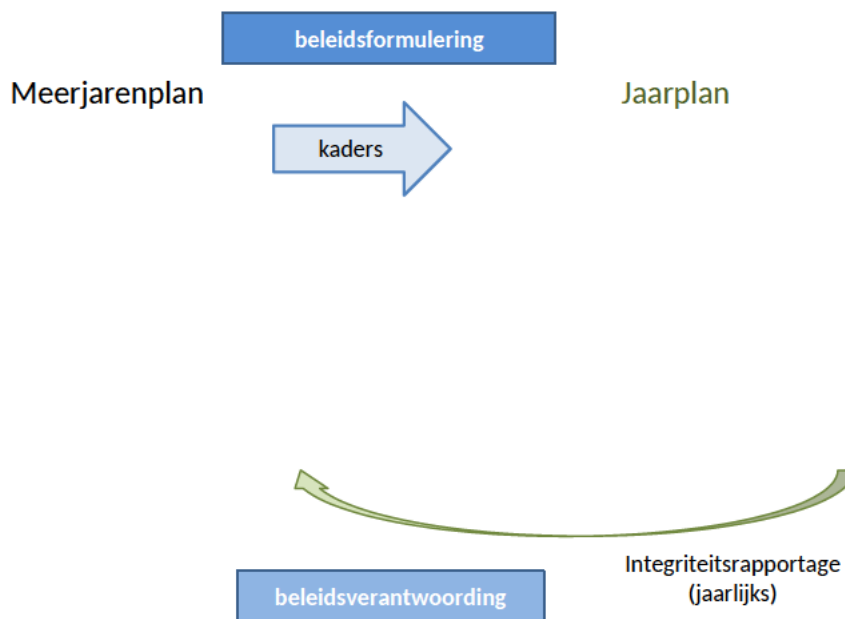 beleidsformulering
Meerjarenplan
Jaarplan
kaders
Integriteitsrapportage
(jaarlijks)
beleidsverantwoording